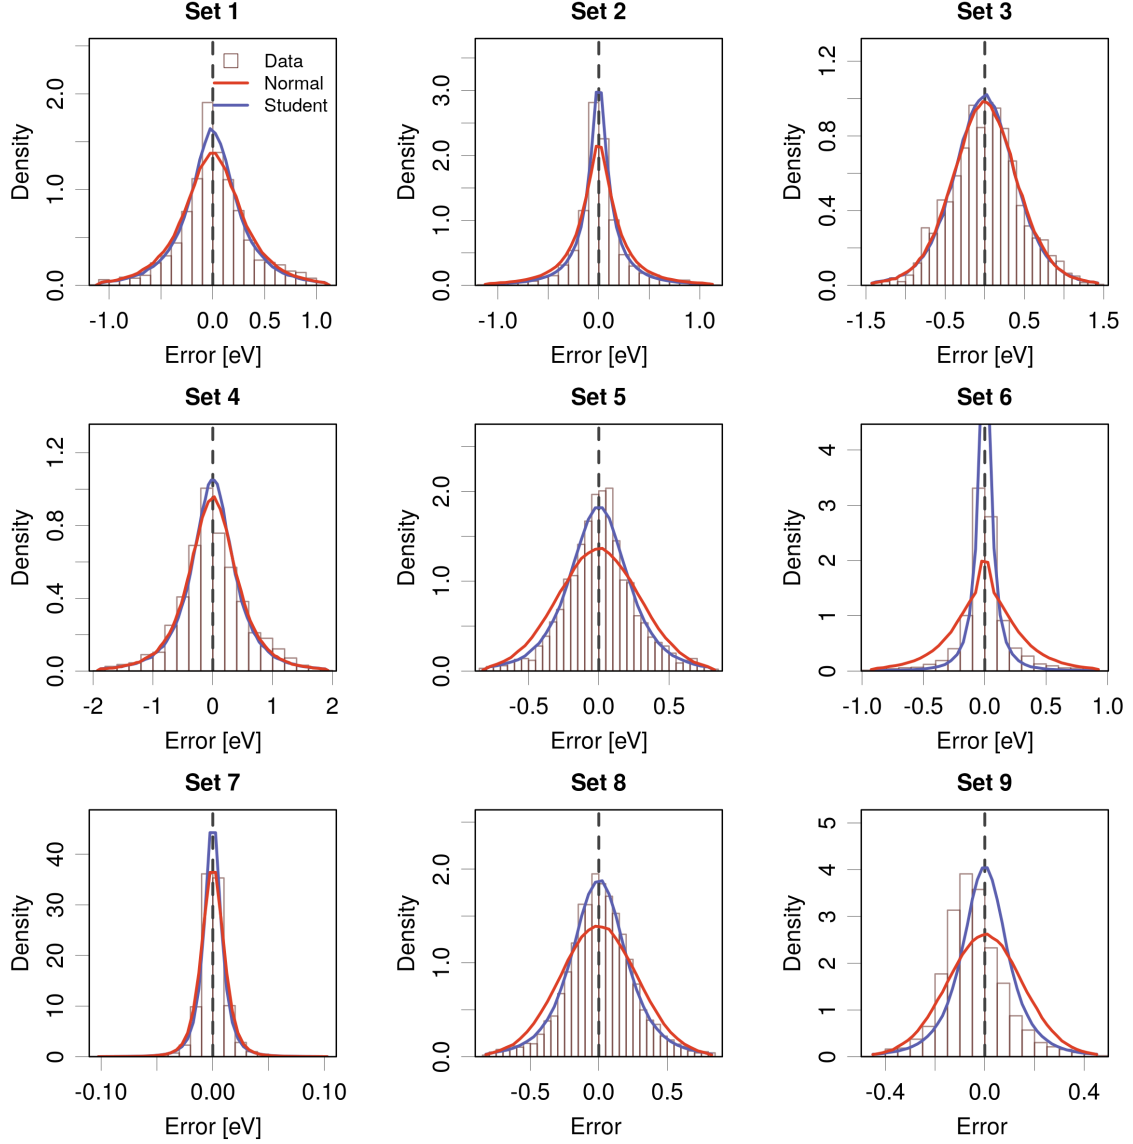 Set 1
Density
0.0
1.0
2.0
Data
Normal
Student
-1.0
0.0
0.5
1.0
Error [eV]
Set 2
Density
0.0
1.0
2.0
3.0
-1.0
0.0
1.0
Error [eV]
Set 3
Density
0.0
0.4
0.8
1.2
-1.5
-0.5
0.5
1.5
Error [eV]
Set 4
Density
0.0
0.4
0.8
1.2
-2
-1
0
1
2
Error [eV]
Set 5
Density
0.0
1.0
2.0
-0.5
0.0
0.5
Error [eV]
Set 6
Density
0
1
2
3
4
-1.0
-0.5
0.0
0.5
1.0
Error [eV]
Set 7
Density
0
10
20
30
40
-0.10
0.00
0.10
Error [eV]
Set 8
Density
0.0
1.0
2.0
-0.5
0.0
0.5
Error
Set 9
Density
0
1
2
3
4
5
-0.4
0.0
0.4
Error